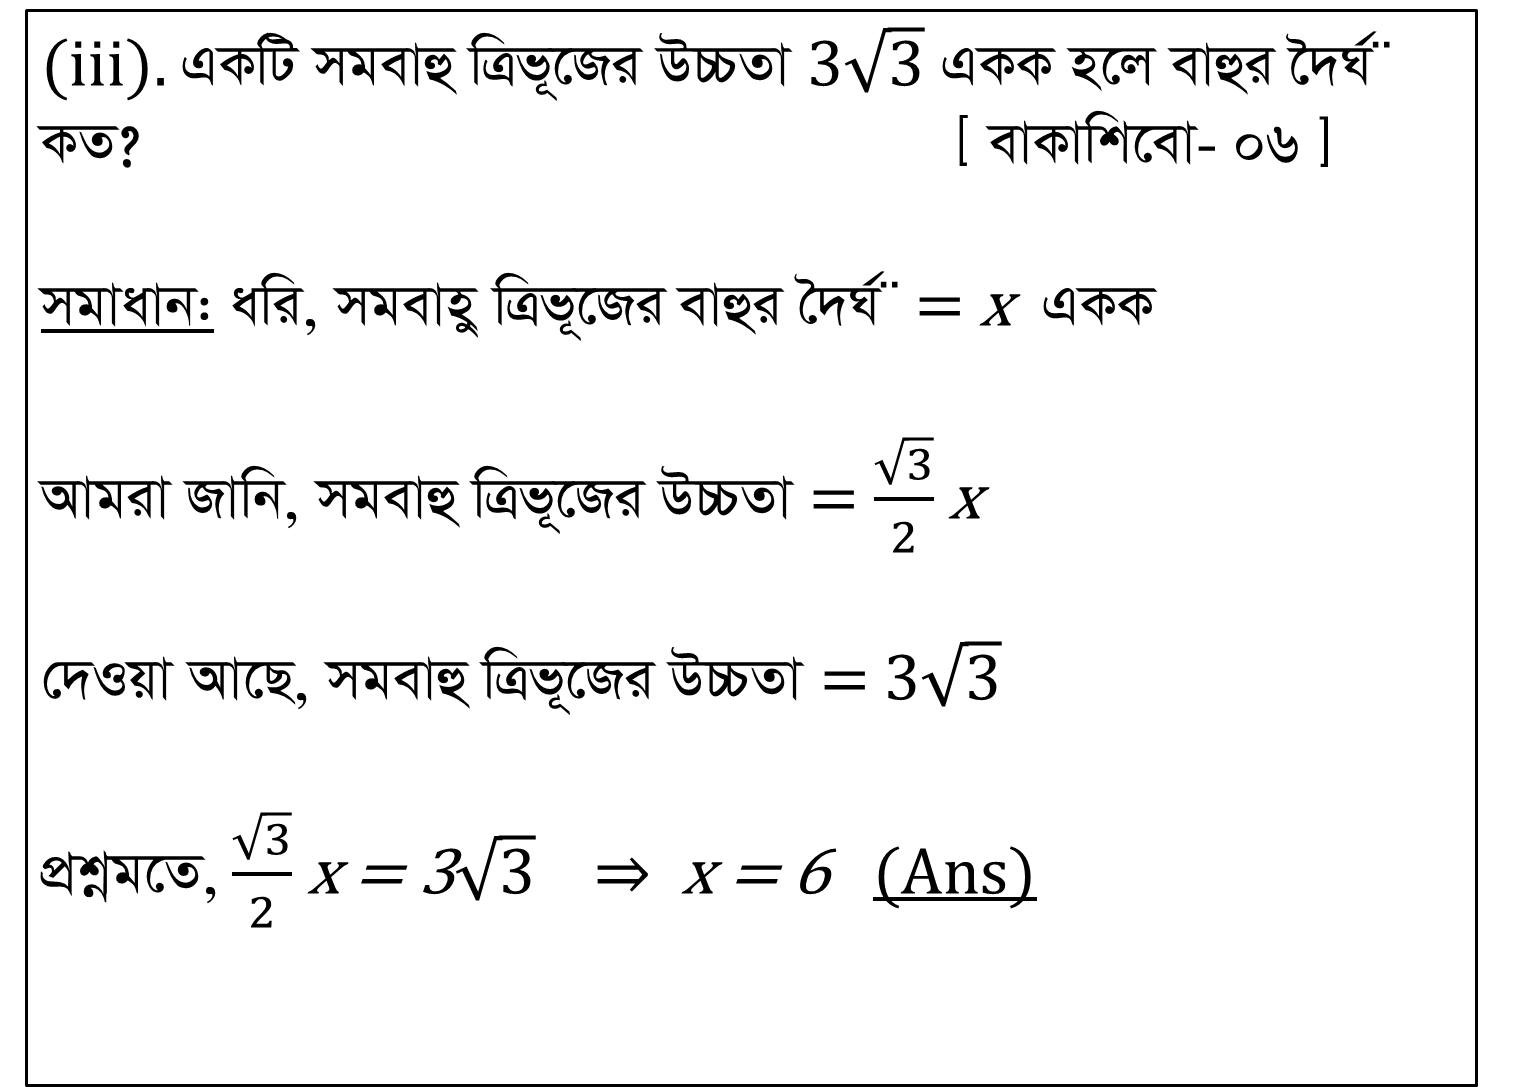 (iii). একটি সমবাহু ত্রিভূজের উচ্চতা 3√3 একক হলে বাহুর দৈর্ঘ¨
কত? [ বাকাশিবো- ০৬ ]
সমাধানঃ ধরি, সমবাহু ত্রিভূজের বাহুর দৈর্ঘ¨ = x একক
আমরা জানি, সমবাহু ত্রিভূজের উচ্চতা = √3/2 x
দেওয়া আছে, সমবাহু ত্রিভূজের উচ্চতা = 3√3
প্রশ্নমতে, √3/2 x = 3√3 ⇒ x = 6 (Ans)